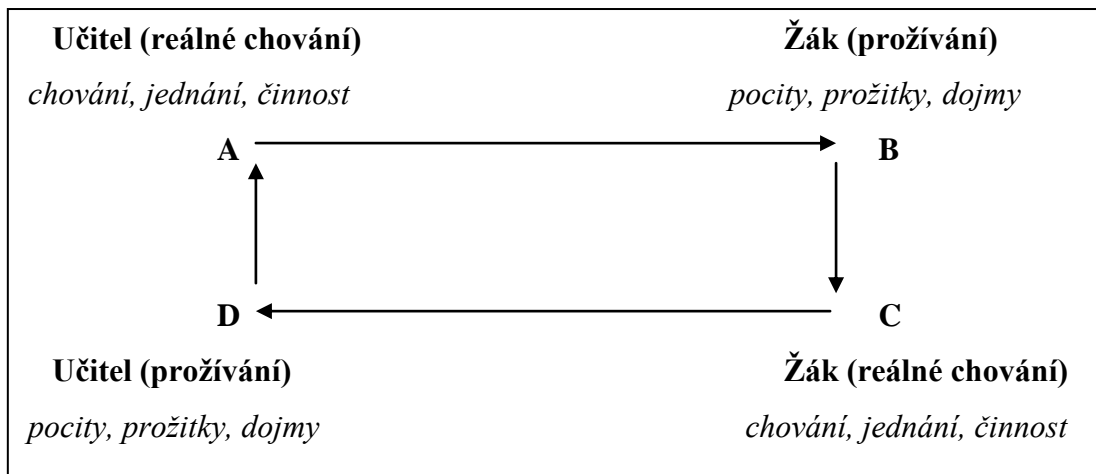 Učitel (reálné chování) Žák (prožívání)
chování, jednání, činnost pocity, prožitky, dojmy
A B
D C
Učitel (prožívání) Žák (reálné chování)
pocity, prožitky, dojmy chování, jednání, činnost